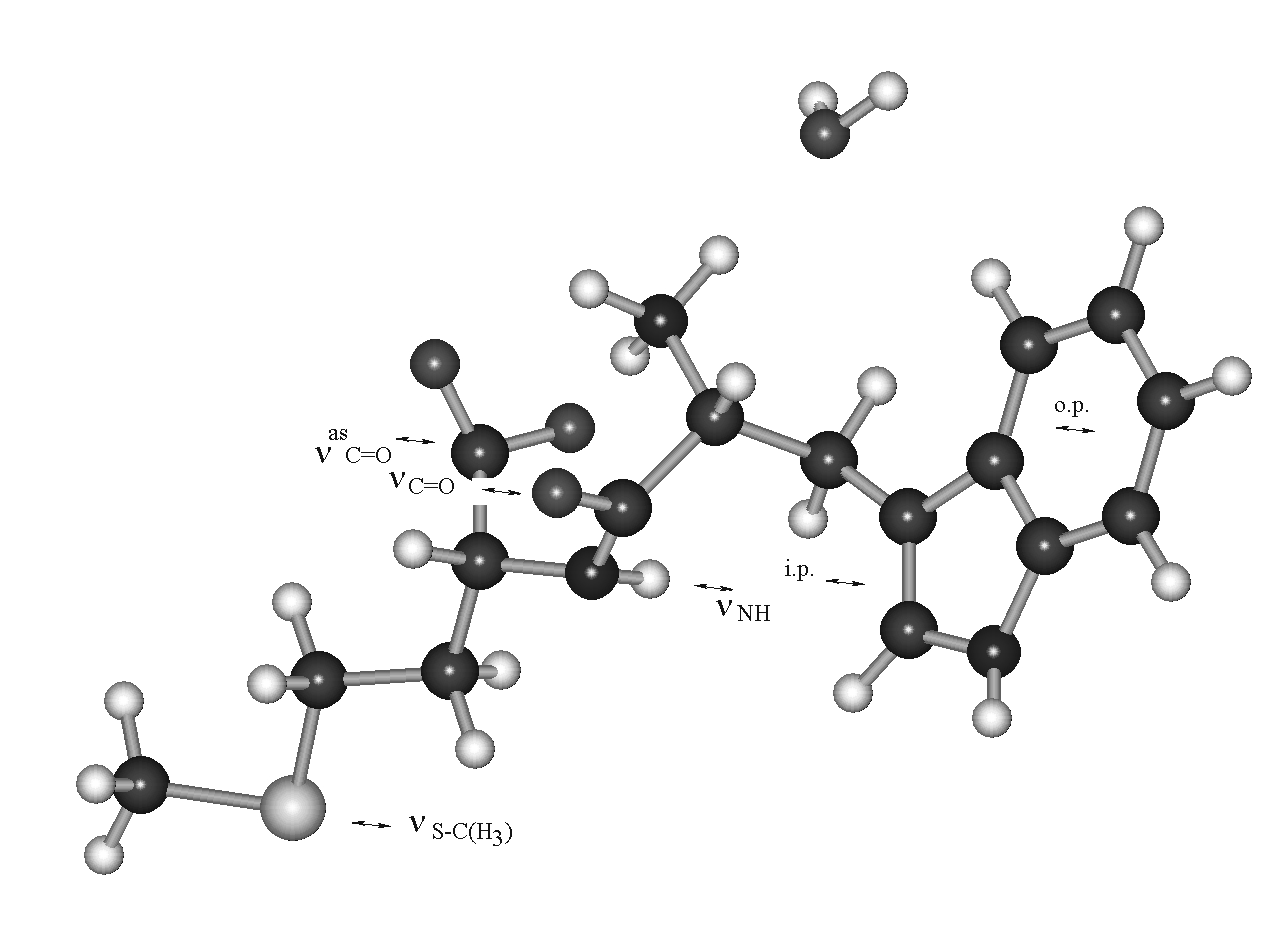 o.p.
as
ν C=O
ν C=O
i.p.
ν NH
ν S-C(H3)